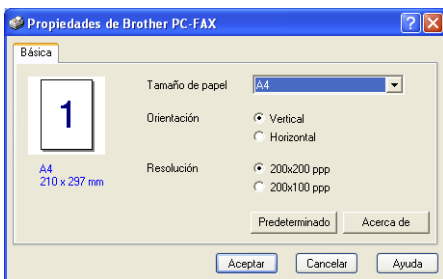 Propiedades de Brother PC-FAX
Básica
1
A4
210 x 297 mm
Tamaño de papel
A4
Orientación
Vertical
Horizontal
Resolución
200x200 ppp
200x100 ppp
Predeterminado
Acerca de
Aceptar
Cancelar
Ayuda